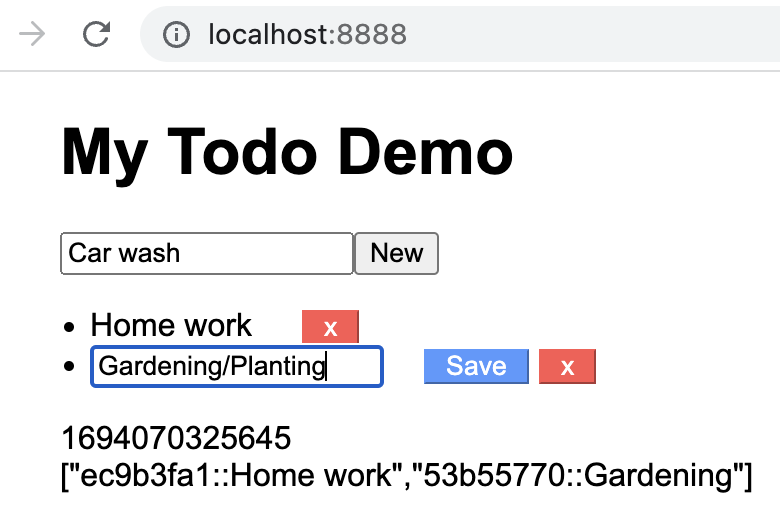 localhost:8888
My Todo Demo
Car wash New
Home work x
Gardening/Planting Save x
1694070325645
["ec9b3fa1::Home work","53b55770::Gardening"]